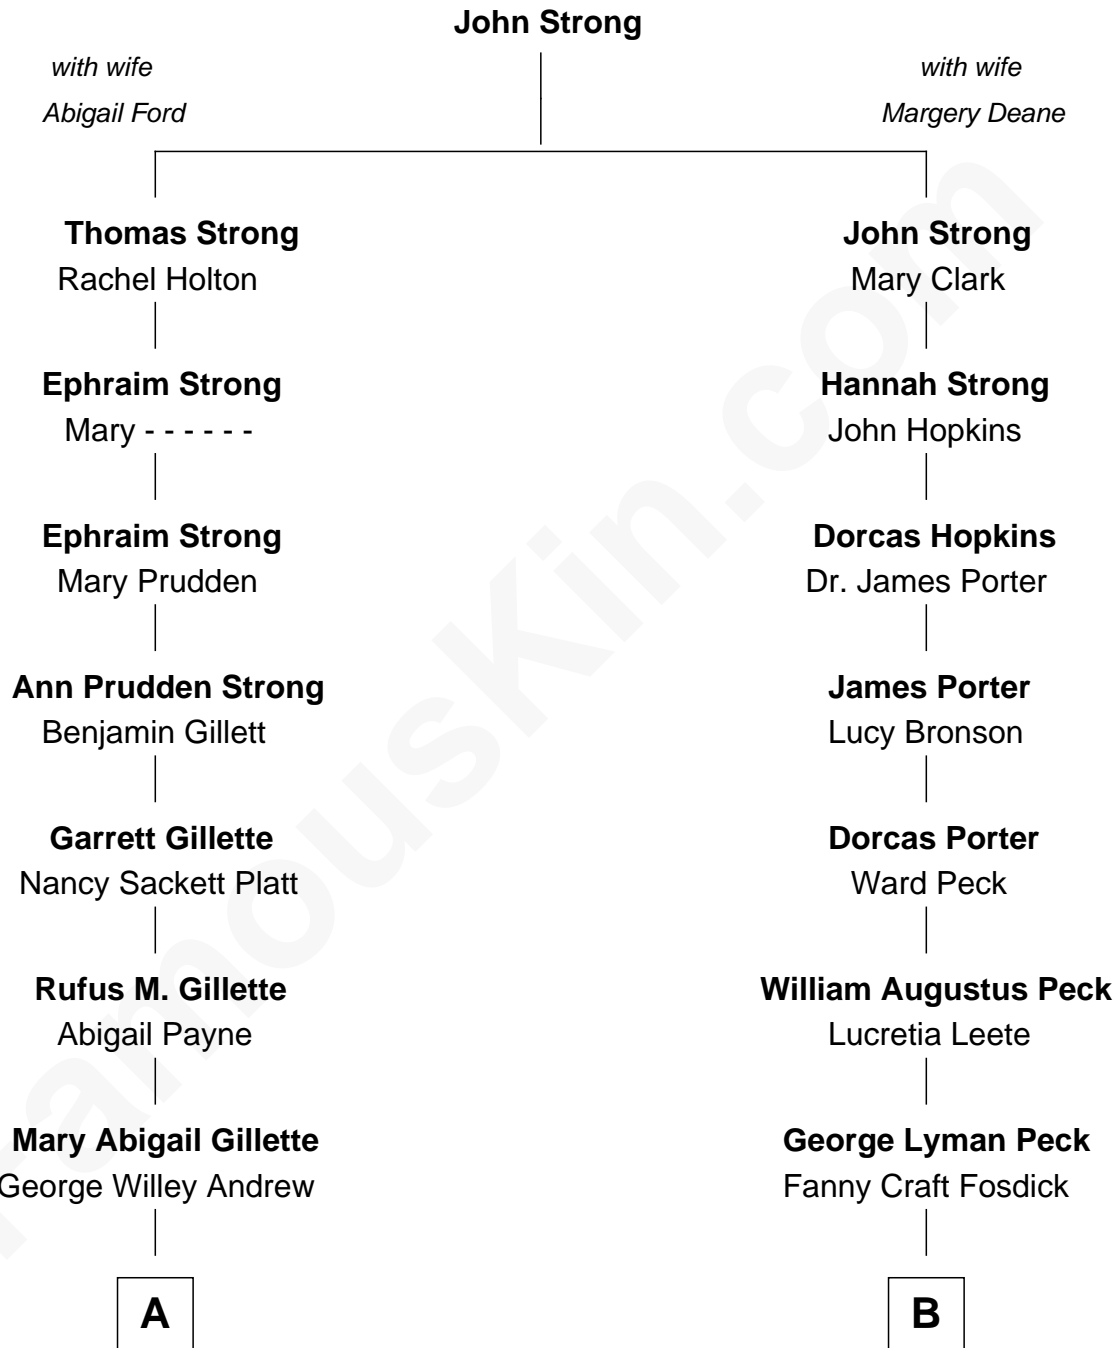 John Strong
with wife
Abigail Ford
with wife
Margery Deane
Thomas Strong
Rachel Holton
John Strong
Mary Clark
Ephraim Strong
Mary - - - - - -
Hannah Strong
John Hopkins
Ephraim Strong
Mary Prudden
Dorcas Hopkins
Dr. James Porter
Ann Prudden Strong
Benjamin Gillett
James Porter
Lucy Bronson
Garrett Gillette
Nancy Sackett Platt
Dorcas Porter
Ward Peck
Rufus M. Gillette
Abigail Payne
William Augustus Peck
Lucretia Leete
Mary Abigail Gillette
George Willey Andrew
George Lyman Peck
Fanny Craft Fosdick
A
B
famouskin.com